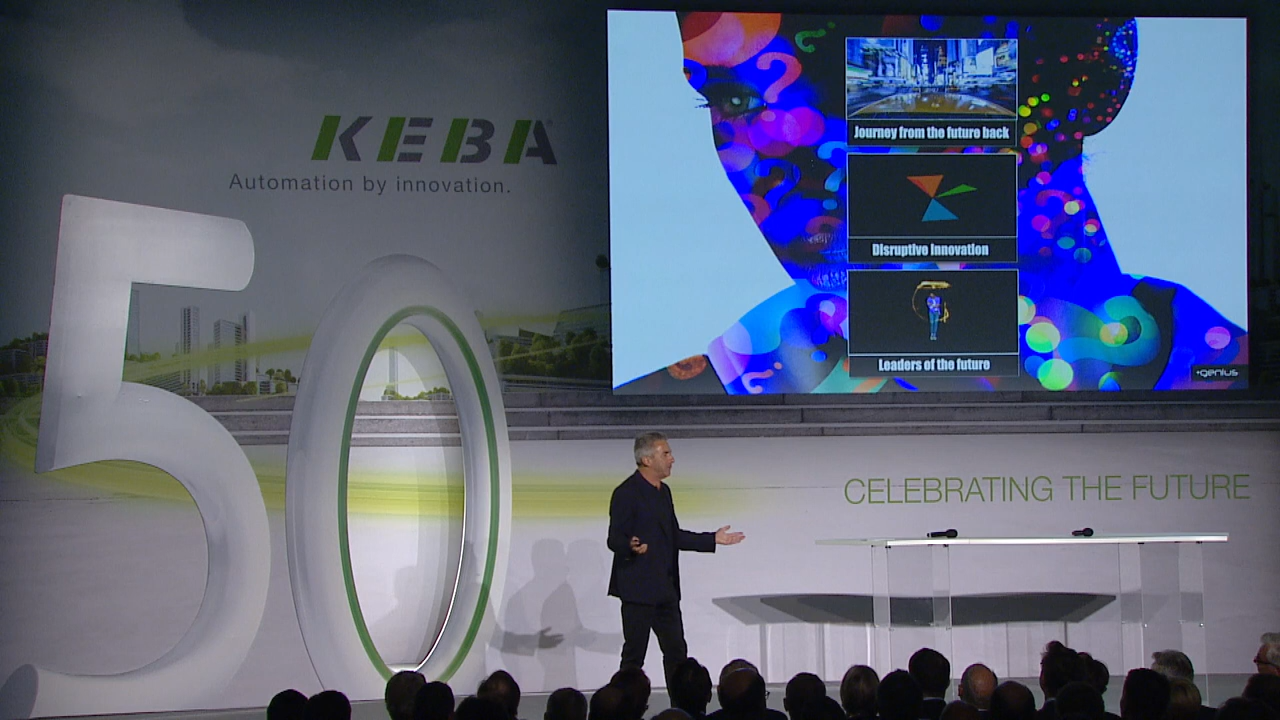 KEBA
Automation by innovation.
50
Journey from the future back
Disruptive innovation
Leaders of the future
+genius
CELEBRATING THE FUTURE